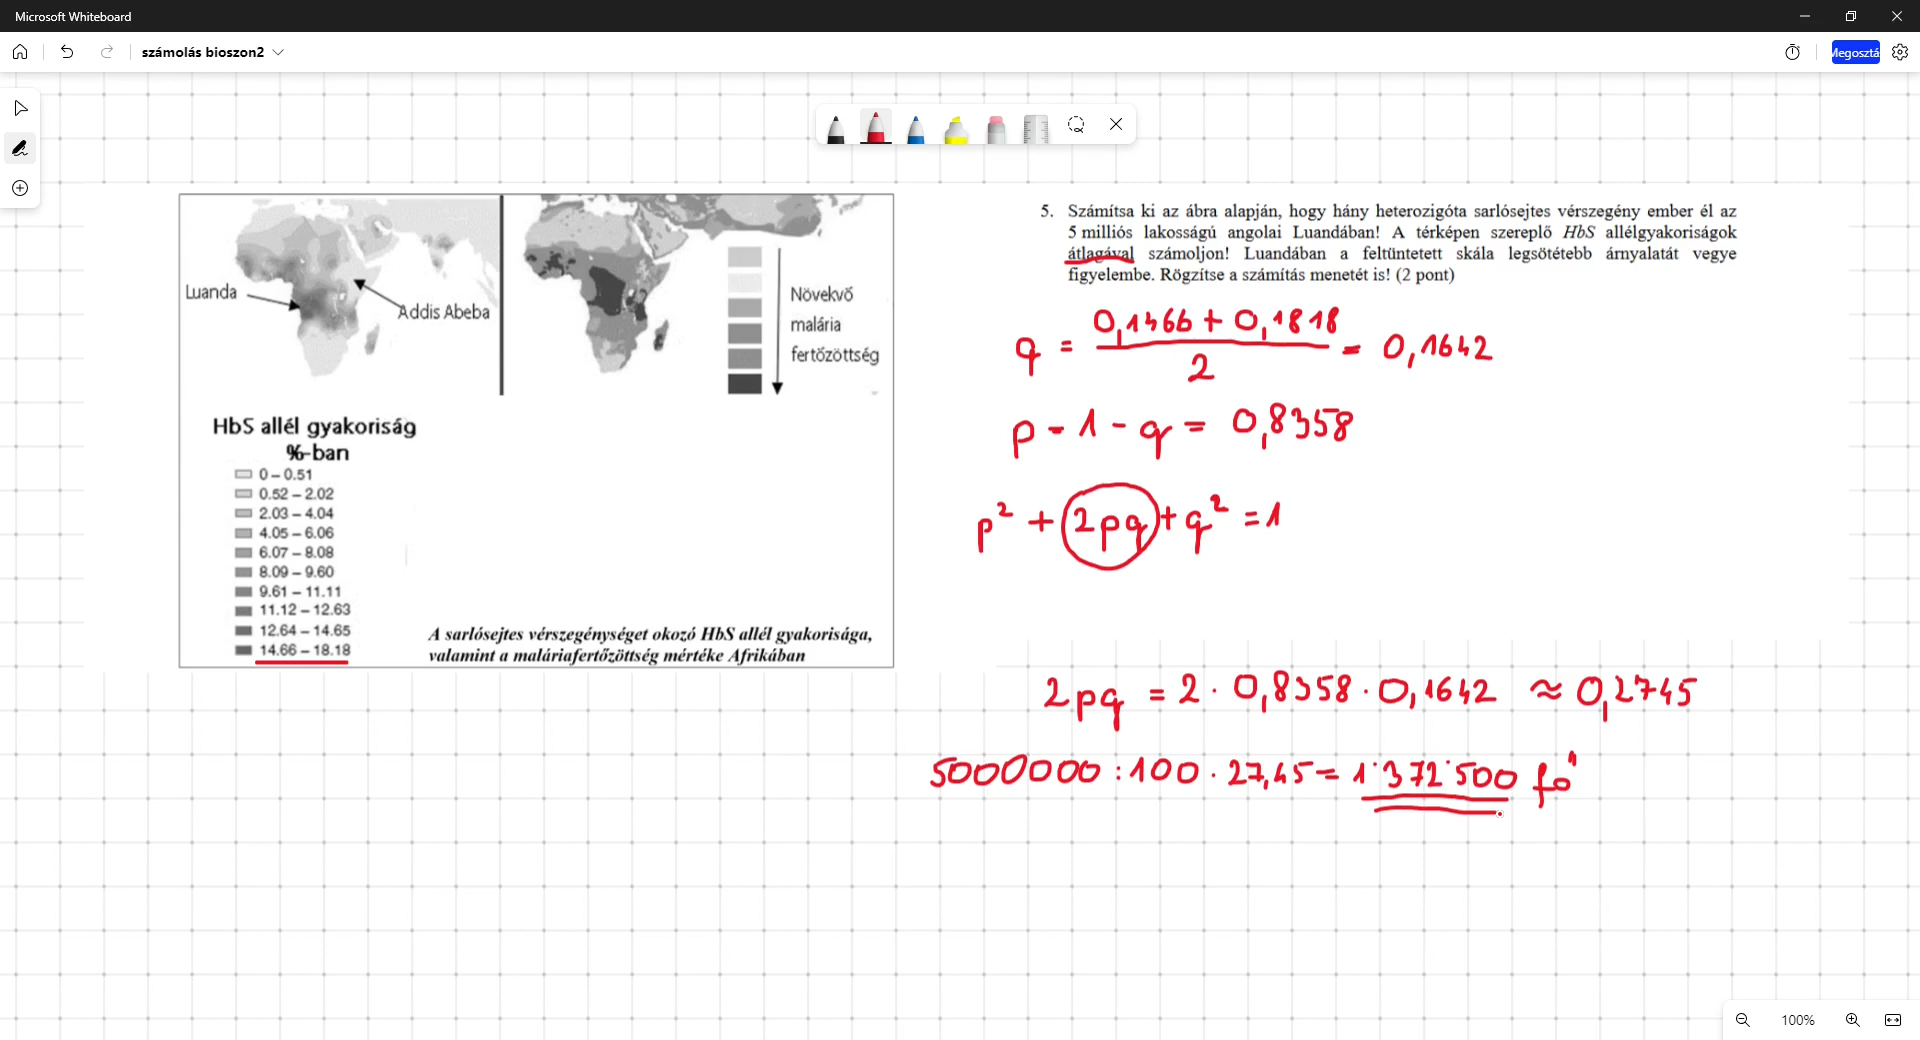 Microsoft Whiteboard
számolás bioszon2
Megosztá
Luanda
Addis Abeba
Növekvő
malária
fertőzöttség
HbS allél gyakoriság
%-ban
0 – 0.51
0.52 – 2.02
2.03 – 4.04
4.05 – 6.06
6.07 – 8.08
8.09 – 9.60
9.61 – 11.11
11.12 – 12.63
12.64 – 14.65
14.66 – 18.18
A sarlósejtes vérszegénységet okozó HbS allél gyakorisága,
valamint a maláriafertőzöttség mértéke Afrikában
5. Számítsa ki az ábra alapján, hogy hány heterozigóta sarlósejtes vérszegény ember él az
5 milliós lakosságú angolai Luandában! A térképen szereplő HbS allélgyakoriságok
átlagával számoljon! Luandában a feltüntetett skála legsötétebb árnyalatát vegye
figyelembe. Rögzítse a számítás menetét is! (2 pont)
q = (0,1466 + 0,1818) / 2 = 0,1642
p = 1 - q = 0,8358
p² + 2pq + q² = 1
2pq = 2 · 0,8358 · 0,1642 ≈ 0,2745
5000000 : 100 · 27,45 = 1˙372˙500 fő
100%